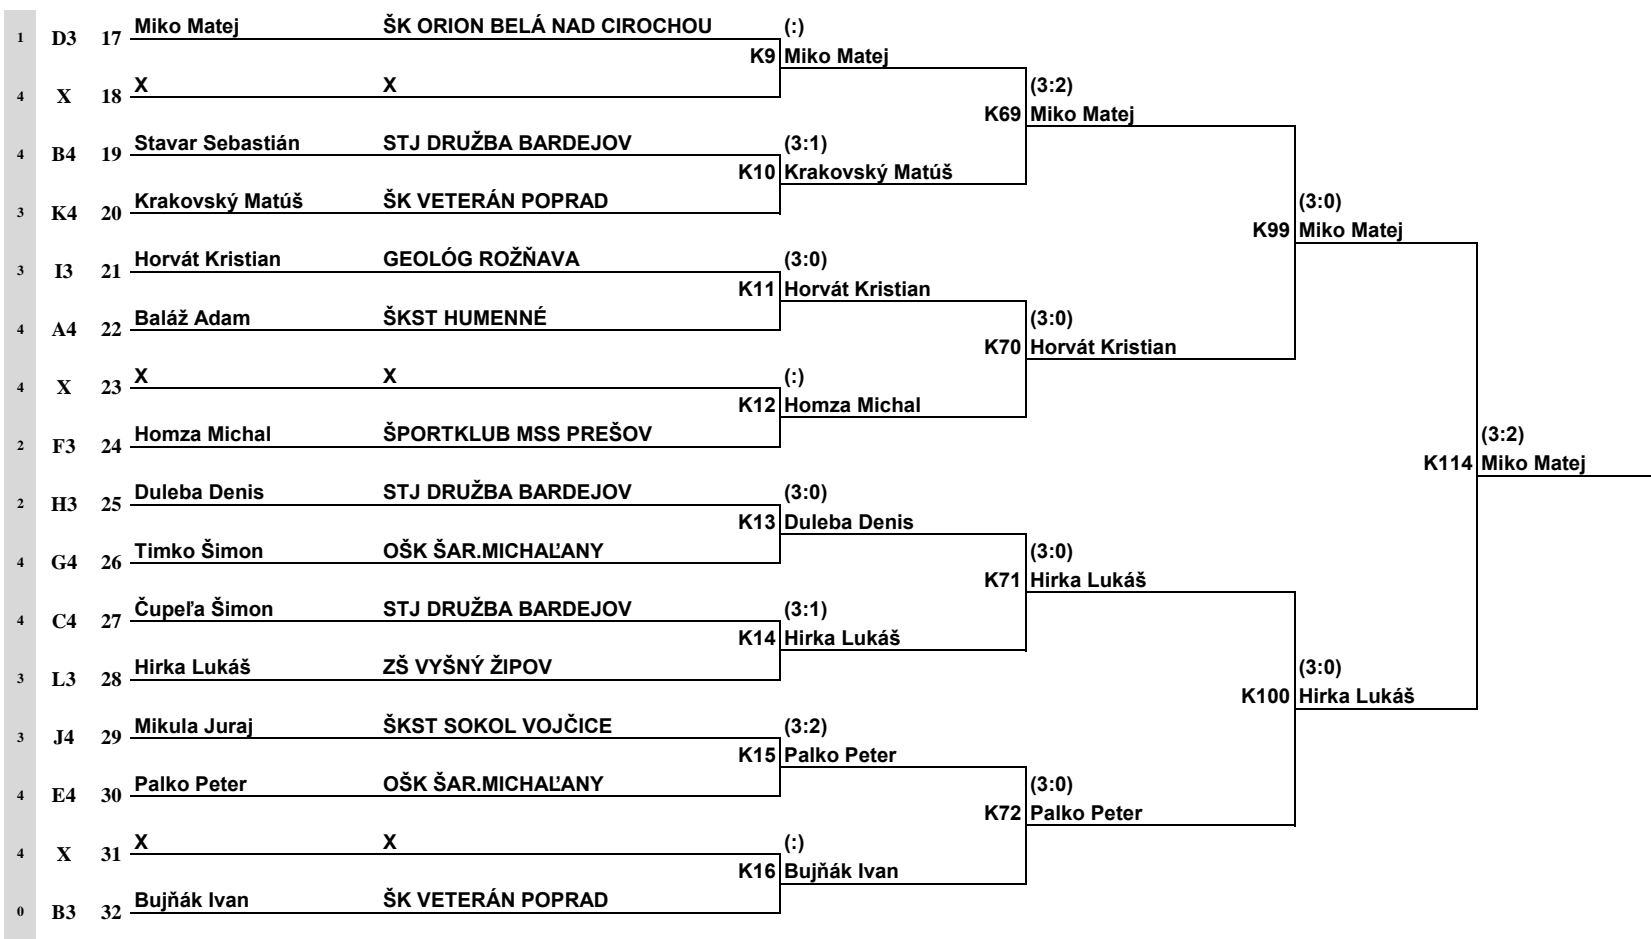 1 D3 17 Miko Matej ŠK ORION BELÁ NAD CIROCHOU (:)
K9 Miko Matej
4 X 18 X X (3:2)
K69 Miko Matej
4 B4 19 Stavar Sebastián STJ DRUŽBA BARDEJOV (3:1)
K10 Krakovský Matúš
3 K4 20 Krakovský Matúš ŠK VETERÁN POPRAD (3:0)
K99 Miko Matej
3 I3 21 Horvát Kristian GEOLÓG ROŽŇAVA (3:0)
K11 Horvát Kristian
4 A4 22 Baláž Adam ŠKST HUMENNÉ (3:0)
K70 Horvát Kristian
4 X 23 X X (:)
K12 Homza Michal
2 F3 24 Homza Michal ŠPORTKLUB MSS PREŠOV (3:2)
K114 Miko Matej
2 H3 25 Duleba Denis STJ DRUŽBA BARDEJOV (3:0)
K13 Duleba Denis
4 G4 26 Timko Šimon OŠK ŠAR.MICHAĽANY (3:0)
K71 Hirka Lukáš
4 C4 27 Čupeľa Šimon STJ DRUŽBA BARDEJOV (3:1)
K14 Hirka Lukáš
3 L3 28 Hirka Lukáš ZŠ VYŠNÝ ŽIPOV (3:0)
K100 Hirka Lukáš
3 J4 29 Mikula Juraj ŠKST SOKOL VOJČICE (3:2)
K15 Palko Peter
4 E4 30 Palko Peter OŠK ŠAR.MICHAĽANY (3:0)
K72 Palko Peter
4 X 31 X X (:)
K16 Bujňák Ivan
0 B3 32 Bujňák Ivan ŠK VETERÁN POPRAD